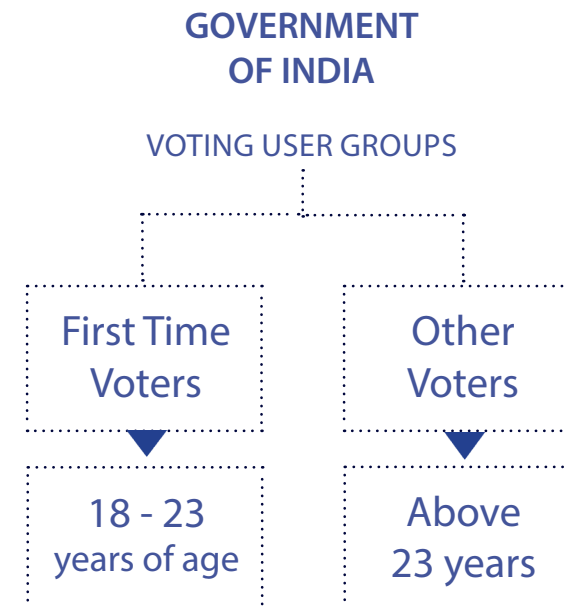 GOVERNMENT
OF INDIA
VOTING USER GROUPS
First Time
Voters
Other
Voters
18 - 23
years of age
Above
23 years